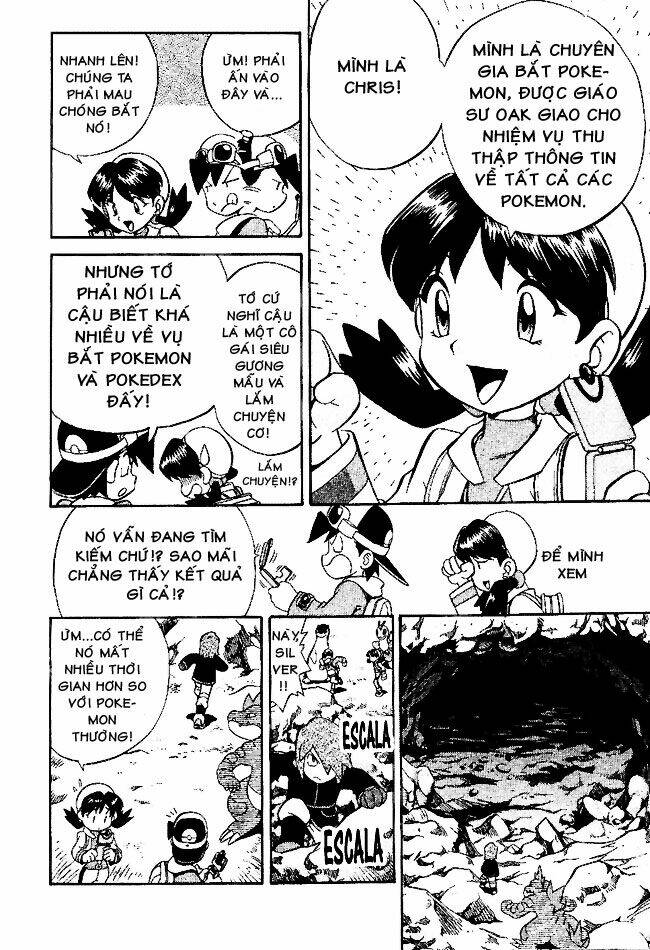 MÌNH LÀ CHUYÊN
GIA BẮT POKE-
MON, ĐƯỢC GIÁO
SƯ OAK GIAO CHO
NHIỆM VỤ THU
THẬP THÔNG TIN
VỀ TẤT CẢ CÁC
POKEMON.
MÌNH LÀ
CHRIS!
ỪM! PHẢI
ẤN VÀO
ĐÂY VÀ...
NHANH LÊN!
CHÚNG TA
PHẢI MAU
CHÓNG BẮT
NÓ!
TỚ CỨ
NGHĨ CẬU
LÀ MỘT CÔ
GÁI SIÊU
GƯƠNG
MẪU VÀ
LẮM
CHUYỆN
CƠ!
LẮM
CHUYỆN!?
NHƯNG TỚ
PHẢI NÓI LÀ
CẬU BIẾT KHÁ
NHIỀU VỀ VỤ
BẮT POKEMON
VÀ POKEDEX
ĐẤY!
ĐỂ MÌNH
XEM
NÓ VẪN ĐANG TÌM
KIẾM CHỨ!? SAO MÃI
CHẲNG THẤY KẾT QUẢ
GÌ CẢ!?
NÀY,
SIL
VER
!!
ESCALA
ESCALA
ỪM...CÓ THỂ
NÓ MẤT
NHIỀU THỜI
GIAN HƠN SO
VỚI POKE-
MON
THƯỜNG!